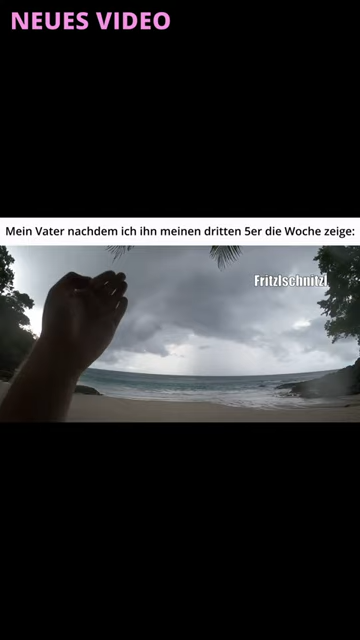 NEUES VIDEO
Mein Vater nachdem ich ihn meinen dritten 5er die Woche zeige:
Fritzlschnitzl